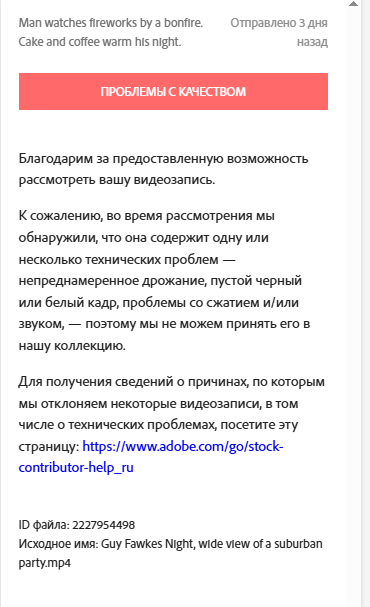 Man watches fireworks by a bonfire.
Cake and coffee warm his night.
Отправлено 3 дня
назад
ПРОБЛЕМЫ С КАЧЕСТВОМ
Благодарим за предоставленную возможность
рассмотреть вашу видеозапись.
К сожалению, во время рассмотрения мы
обнаружили, что она содержит одну или
несколько технических проблем —
непреднамеренное дрожание, пустой черный
или белый кадр, проблемы со сжатием и/или
звуком, — поэтому мы не можем принять его в
нашу коллекцию.
Для получения сведений о причинах, по которым
мы отклоняем некоторые видеозаписи, в том
числе о технических проблемах, посетите эту
страницу: https://www.adobe.com/go/stock-
contributor-help_ru
ID файла: 2227954498
Исходное имя: Guy Fawkes Night, wide view of a suburban
party.mp4